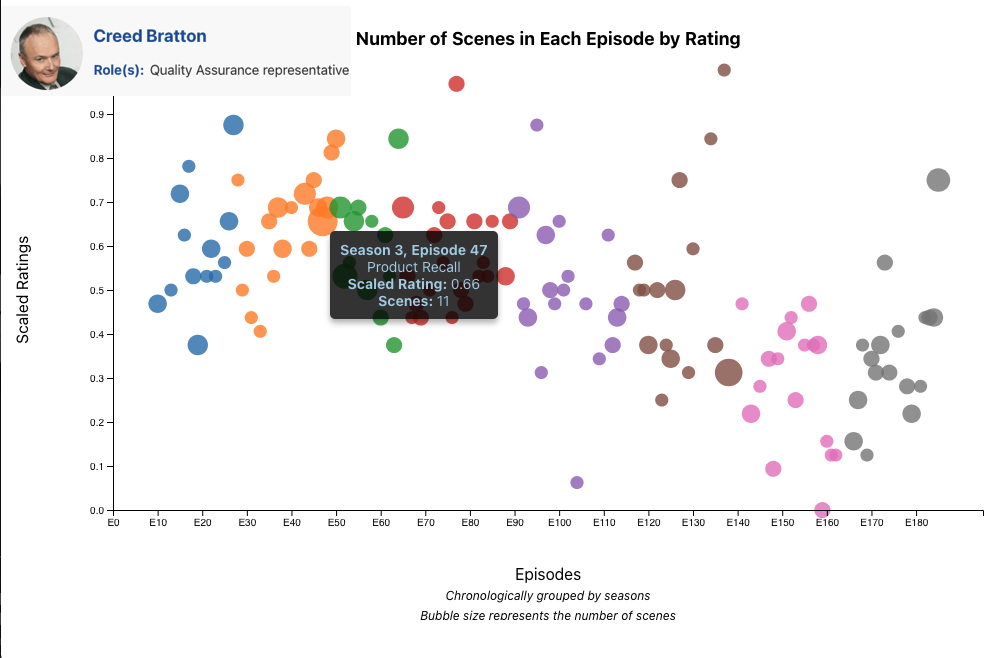 Creed Bratton
Role(s): Quality Assurance representative
Number of Scenes in Each Episode by Rating
0.9
0.8
0.7
0.6
0.5
0.4
0.3
0.2
0.1
0.0
Scaled Ratings
Season 3, Episode 47
Product Recall
Scaled Rating: 0.66
Scenes: 11
E0 E10 E20 E30 E40 E50 E60 E70 E80 E90 E100 E110 E120 E130 E140 E150 E160 E170 E180
Episodes
Chronologically grouped by seasons
Bubble size represents the number of scenes